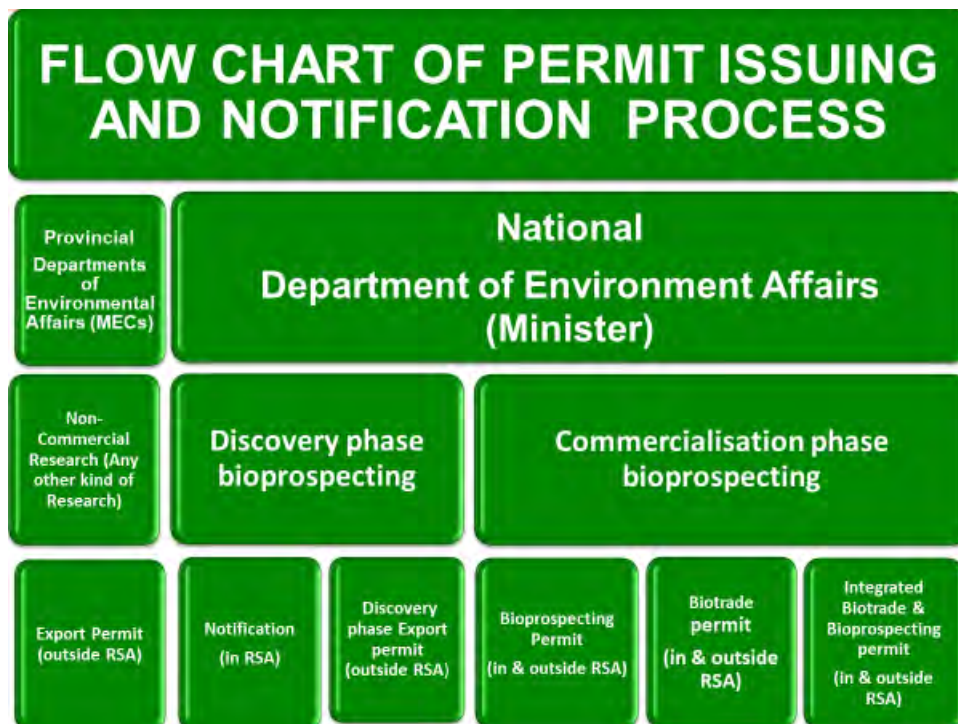 FLOW CHART OF PERMIT ISSUING
AND NOTIFICATION PROCESS
Provincial
Departments
of
Environmental
Affairs (MECs)
National
Department of Environment Affairs
(Minister)
Non-
Commercial
Research (Any
other kind of
Research)
Discovery phase
bioprospecting
Commercialisation phase
bioprospecting
Export Permit
(outside RSA)
Notification
(in RSA)
Discovery
phase Export
permit
(outside RSA)
Bioprospecting
Permit
(in & outside RSA)
Biotrade
permit
(in & outside
RSA)
Integrated
Biotrade &
Bioprospecting
permit
(in & outside
RSA)